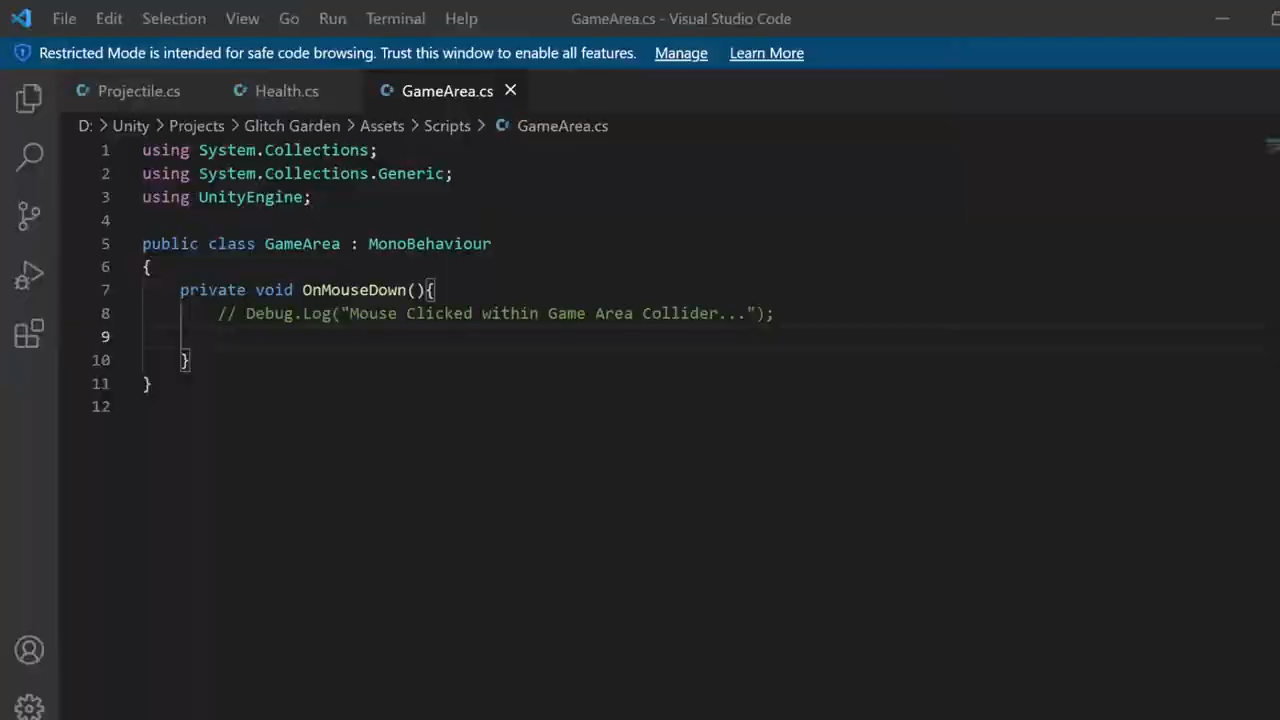 File Edit Selection View Go Run Terminal Help GameArea.cs - Visual Studio Code
Restricted Mode is intended for safe code browsing. Trust this window to enable all features. Manage Learn More
Projectile.cs Health.cs GameArea.cs
D: > Unity > Projects > Glitch Garden > Assets > Scripts > GameArea.cs
1 using System.Collections;
2 using System.Collections.Generic;
3 using UnityEngine;
4
5 public class GameArea : MonoBehaviour
6 {
7 private void OnMouseDown(){
8 // Debug.Log("Mouse Clicked within Game Area Collider...");
9
10 }
11 }
12